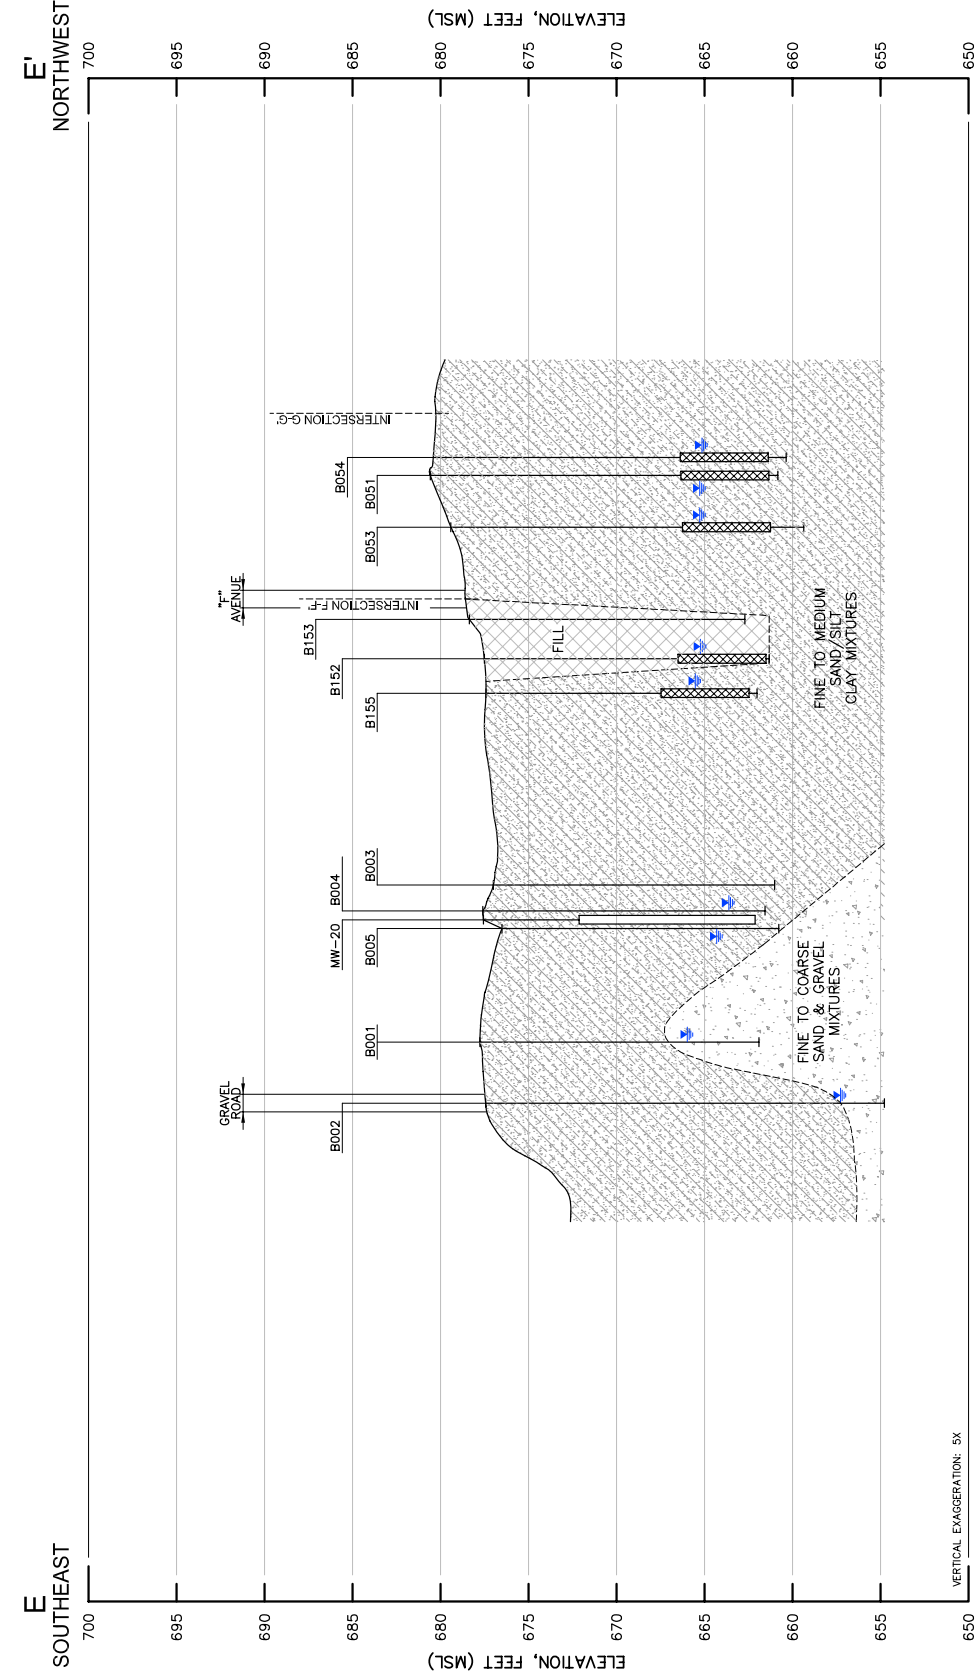 E
SOUTHEAST
E'
NORTHWEST
700
695
690
685
680
675
670
665
660
655
650
ELEVATION, FEET (MSL)
700
695
690
685
680
675
670
665
660
655
650
ELEVATION, FEET (MSL)
GRAVEL
ROAD
B002
B001
MW-20
B005
B004
B003
B155
B152
B153
"F"
AVENUE
INTERSECTION F-F'
B053
B051
B054
INTERSECTION G-G'
FILL
FINE TO COARSE
SAND & GRAVEL
MIXTURES
FINE TO MEDIUM
SAND/SILT
CLAY MIXTURES
VERTICAL EXAGGERATION: 5X